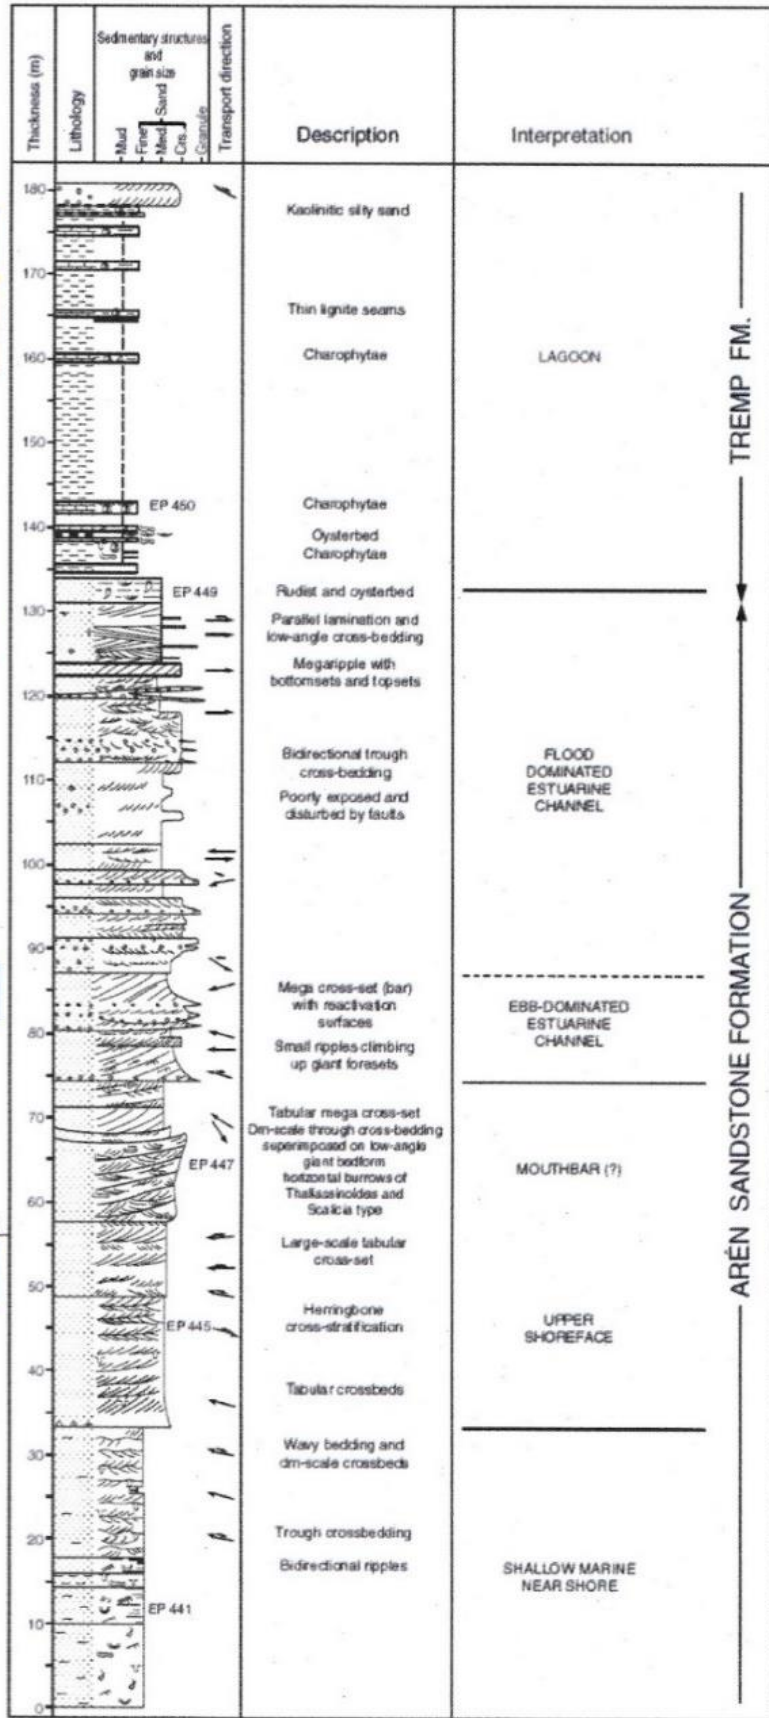 Thickness (m)
Lithology
Sedimentary structures
and
grain size
Mud
Fine
Med.
Sand
Crs.
Granule
Transport direction
Description
Interpretation
180
170
160
150
140
130
120
110
100
90
80
70
60
50
40
30
20
10
0
EP 450
EP 449
EP 447
EP 445
EP 441
Kaolinitic silty sand
Thin lignite seams
Charophytae
Charophytae
Oysterbed
Charophytae
Rudist and oysterbed
Parallel lamination and
low-angle cross-bedding
Megaripple with
bottomsets and topsets
Bidirectional trough
cross-bedding
Poorly exposed and
disturbed by faults
Mega cross-set (bar)
with reactivation
surfaces
Small ripples climbing
up giant foresets
Tabular mega cross-set
Dm-scale through cross-bedding
superimposed on low-angle
giant bedform
horizontal burrows of
Thallassinoides and
Scalicia type
Large-scale tabular
cross-set
Herringbone
cross-stratification
Tabular crossbeds
Wavy bedding and
dm-scale crossbeds
Trough crossbedding
Bidirectional ripples
LAGOON
FLOOD
DOMINATED
ESTUARINE
CHANNEL
EBB-DOMINATED
ESTUARINE
CHANNEL
MOUTHBAR (?)
UPPER
SHOREFACE
SHALLOW MARINE
NEAR SHORE
TREMP FM.
ARÉN SANDSTONE FORMATION